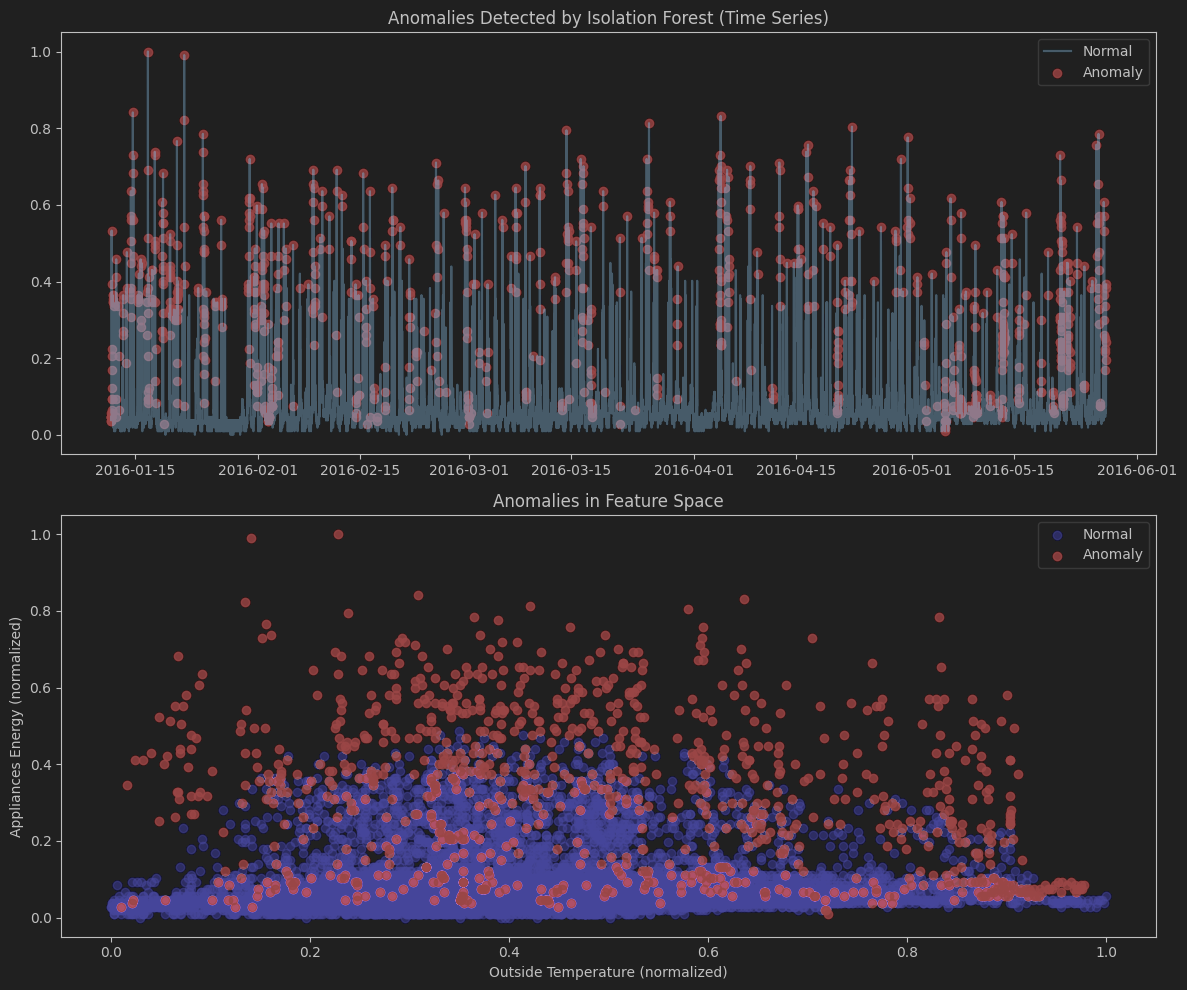 Anomalies Detected by Isolation Forest (Time Series)
Normal
Anomaly
1.0
0.8
0.6
0.4
0.2
0.0
2016-01-15 2016-02-01 2016-02-15 2016-03-01 2016-03-15 2016-04-01 2016-04-15 2016-05-01 2016-05-15 2016-06-01
Anomalies in Feature Space
Normal
Anomaly
Appliances Energy (normalized)
1.0
0.8
0.6
0.4
0.2
0.0
0.0 0.2 0.4 0.6 0.8 1.0
Outside Temperature (normalized)